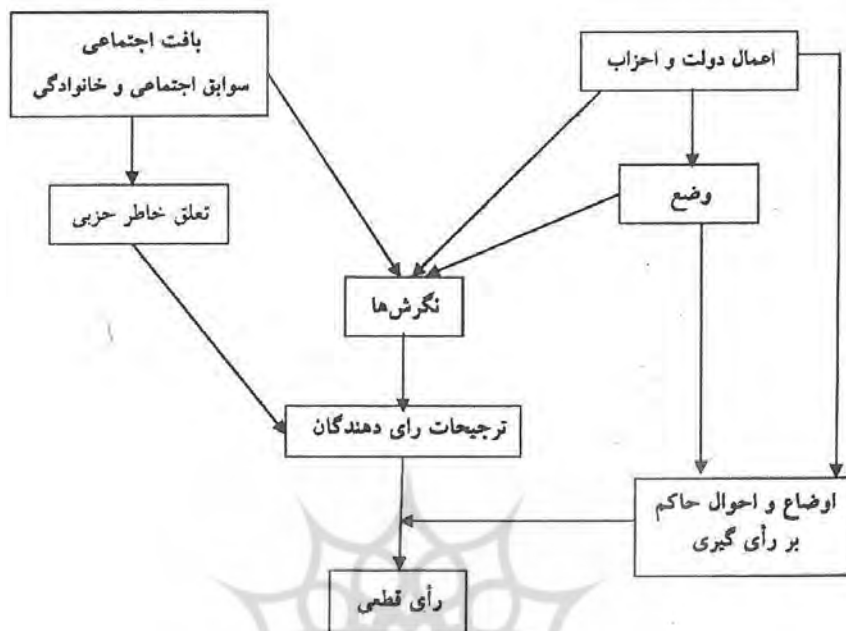 بافت اجتماعی
سوابق اجتماعی و خانوادگی
اعمال دولت و احزاب
وضع
تعلق خاطر حزبی
نگرش‌ها
ترجیحات رای دهندگان
اوضاع و احوال حاکم
بر رأی گیری
رأی قطعی